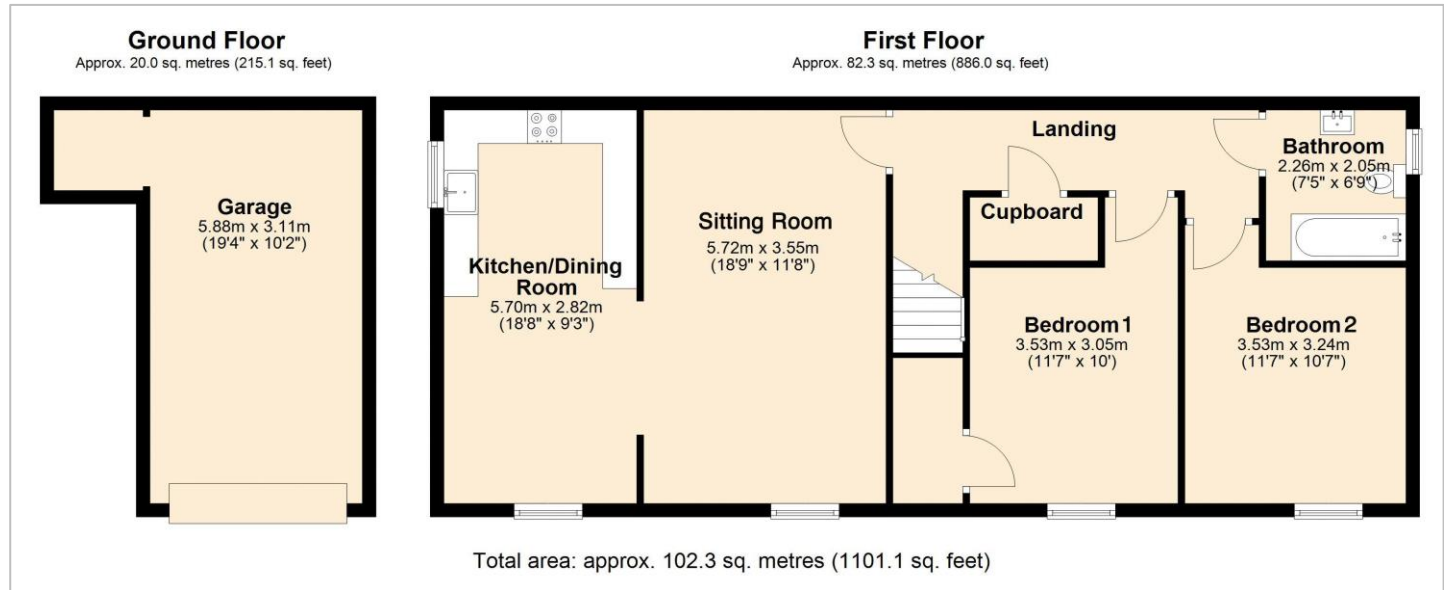 Ground Floor
Approx. 20.0 sq. metres (215.1 sq. feet)
First Floor
Approx. 82.3 sq. metres (886.0 sq. feet)
Garage
5.88m x 3.11m
(19'4" x 10'2")
Kitchen/Dining
Room
5.70m x 2.82m
(18'8" x 9'3")
Sitting Room
5.72m x 3.55m
(18'9" x 11'8")
Landing
Cupboard
Bathroom
2.26m x 2.05m
(7'5" x 6'9")
Bedroom 1
3.53m x 3.05m
(11'7" x 10')
Bedroom 2
3.53m x 3.24m
(11'7" x 10'7")
Total area: approx. 102.3 sq. metres (1101.1 sq. feet)